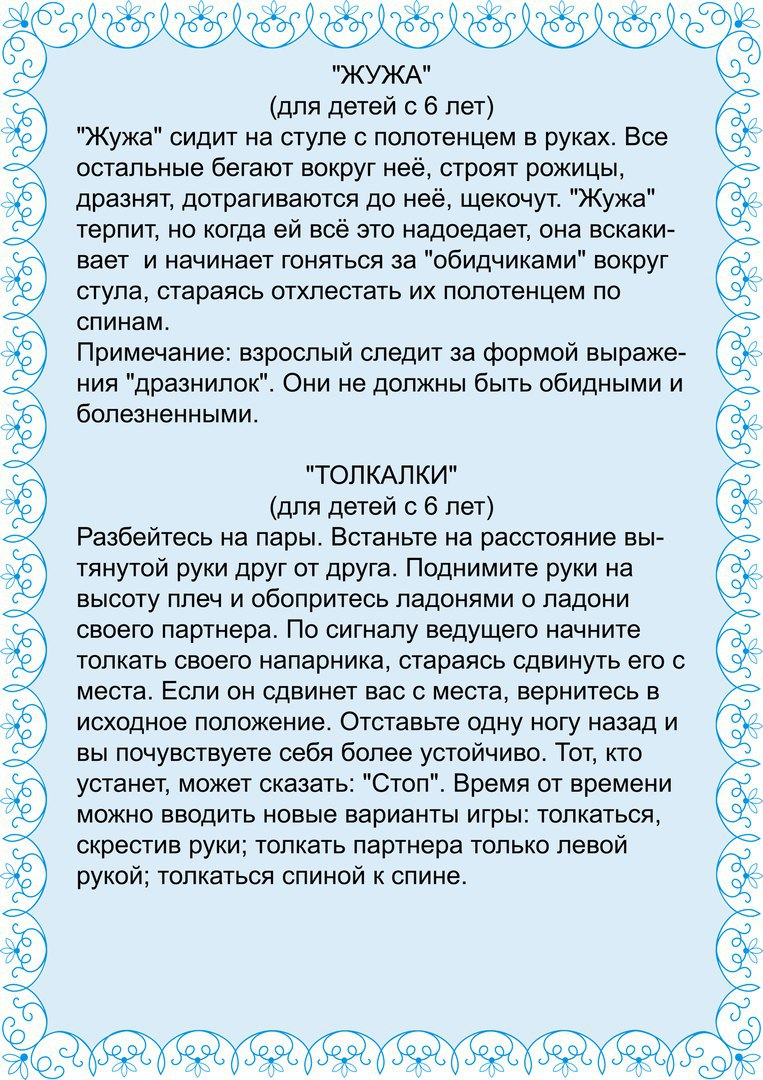 "ЖУЖА"
(для детей с 6 лет)
"Жужа" сидит на стуле с полотенцем в руках. Все
остальные бегают вокруг неё, строят рожицы,
дразнят, дотрагиваются до неё, щекочут. "Жужа"
терпит, но когда ей всё это надоедает, она вскаки-
вает  и начинает гоняться за "обидчиками" вокруг
стула, стараясь отхлестать их полотенцем по
спинам.
Примечание: взрослый следит за формой выраже-
ния "дразнилок". Они не должны быть обидными и
болезненными.
"ТОЛКАЛКИ"
(для детей с 6 лет)
Разбейтесь на пары. Встаньте на расстояние вы-
тянутой руки друг от друга. Поднимите руки на
высоту плеч и обопритесь ладонями о ладони
своего партнера. По сигналу ведущего начните
толкать своего напарника, стараясь сдвинуть его с
места. Если он сдвинет вас с места, вернитесь в
исходное положение. Отставьте одну ногу назад и
вы почувствуете себя более устойчиво. Тот, кто
устанет, может сказать: "Стоп". Время от времени
можно вводить новые варианты игры: толкаться,
скрестив руки; толкать партнера только левой
рукой; толкаться спиной к спине.